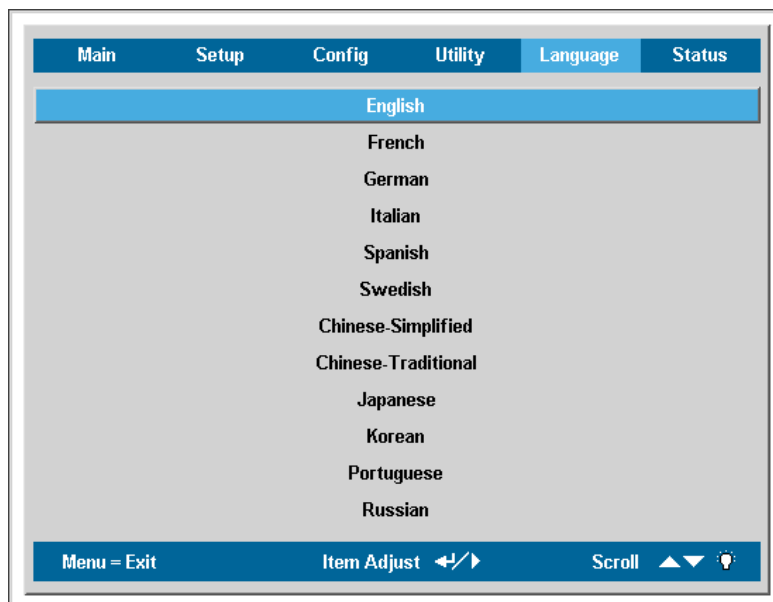 Main Setup Config Utility Language Status
English
French
German
Italian
Spanish
Swedish
Chinese-Simplified
Chinese-Traditional
Japanese
Korean
Portuguese
Russian
Menu = Exit Item Adjust Scroll